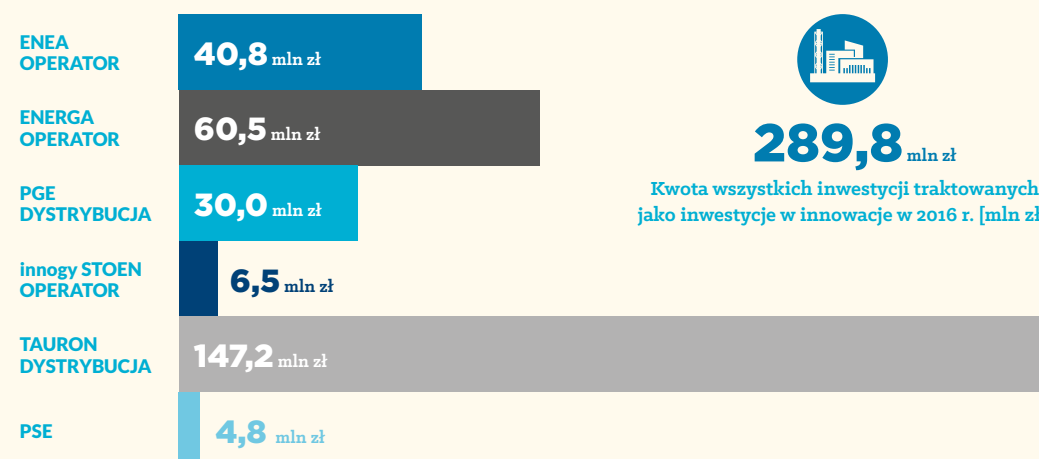 ENEA
OPERATOR
40,8 mln zł
ENERGA
OPERATOR
60,5 mln zł
PGE
DYSTRYBUCJA
30,0 mln zł
innogy STOEN
OPERATOR
6,5 mln zł
TAURON
DYSTRYBUCJA
147,2 mln zł
PSE
4,8 mln zł
289,8 mln zł
Kwota wszystkich inwestycji traktowanych
jako inwestycje w innowacje w 2016 r. [mln zł